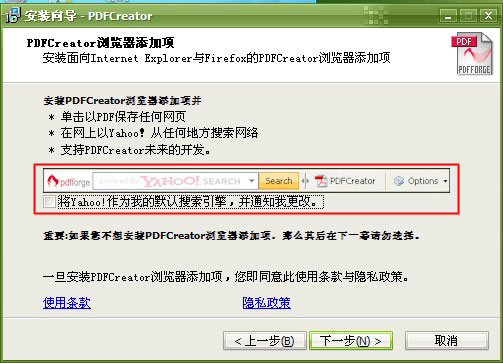 安装向导 - PDFCreator
PDFCreator浏览器添加项
安装面向Internet Explorer与Firefox的PDFCreator浏览器添加项
PDF
PDFFORGE
安装PDFCreator浏览器添加项并
* 单击以PDF保存任何网页
* 在网上以Yahoo! 从任何地方搜索网络
* 支持PDFCreator未来的开发。
pdfforge powered by YAHOO! SEARCH Search PDFCreator Options
将Yahoo!作为我的默认搜索引擎,并通知我更改。
重要:如果您不想安装PDFCreator浏览器添加项, 那么其后在下一幕请勿选择。
一旦安装PDFCreator浏览器添加项,您即同意此使用条款与隐私政策。
使用条款 隐私政策
< 上一步(B) 下一步(N) > 取消